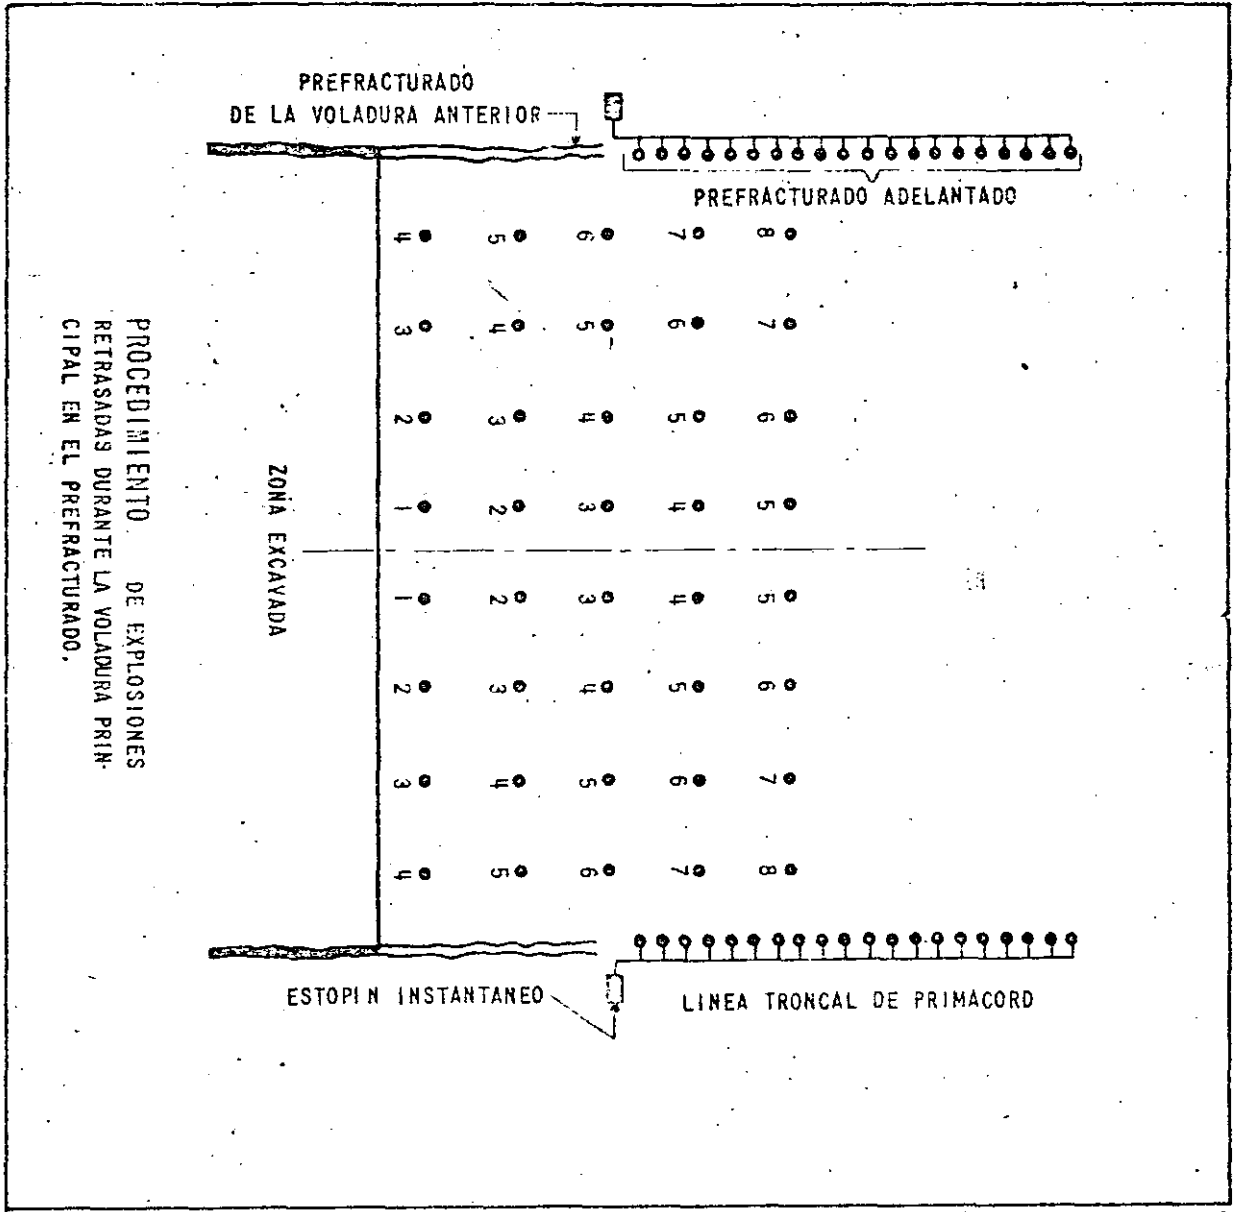 PREFRACTURADO
DE LA VOLADURA ANTERIOR
PREFRACTURADO ADELANTADO
4 5 6 7 8
3 4 5 6 7
2 3 4 5 6
1 2 3 4 5
1 2 3 4 5
2 3 4 5 6
3 4 5 6 7
4 5 6 7 8
ZONA EXCAVADA
ESTOPIN INSTANTANEO
LINEA TRONCAL DE PRIMACORD
PROCEDIMIENTO DE EXPLOSIONES
RETRASADAS DURANTE LA VOLADURA PRIN-
CIPAL EN EL PREFRACTURADO.